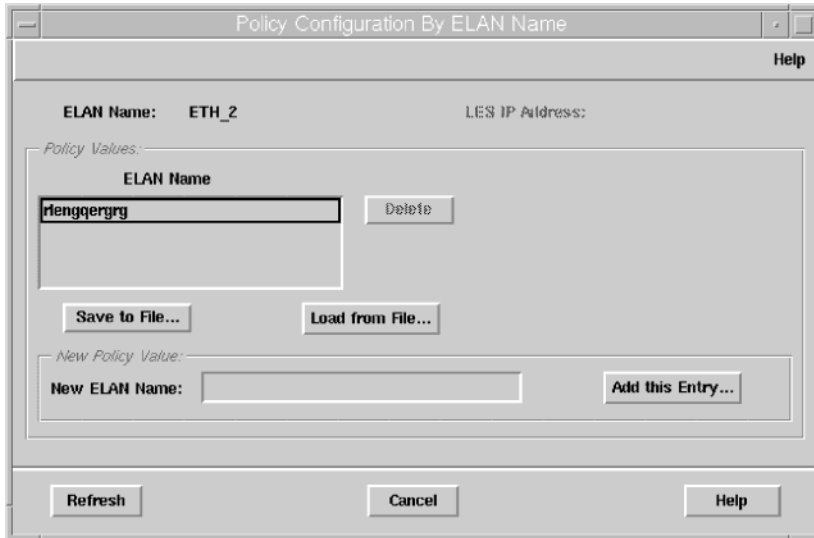 Policy Configuration By ELAN Name
Help
ELAN Name: ETH_2 LES IP Address:
Policy Values:
ELAN Name
rlengqergrg
Delete
Save to File... Load from File...
New Policy Value:
New ELAN Name: Add this Entry...
Refresh Cancel Help